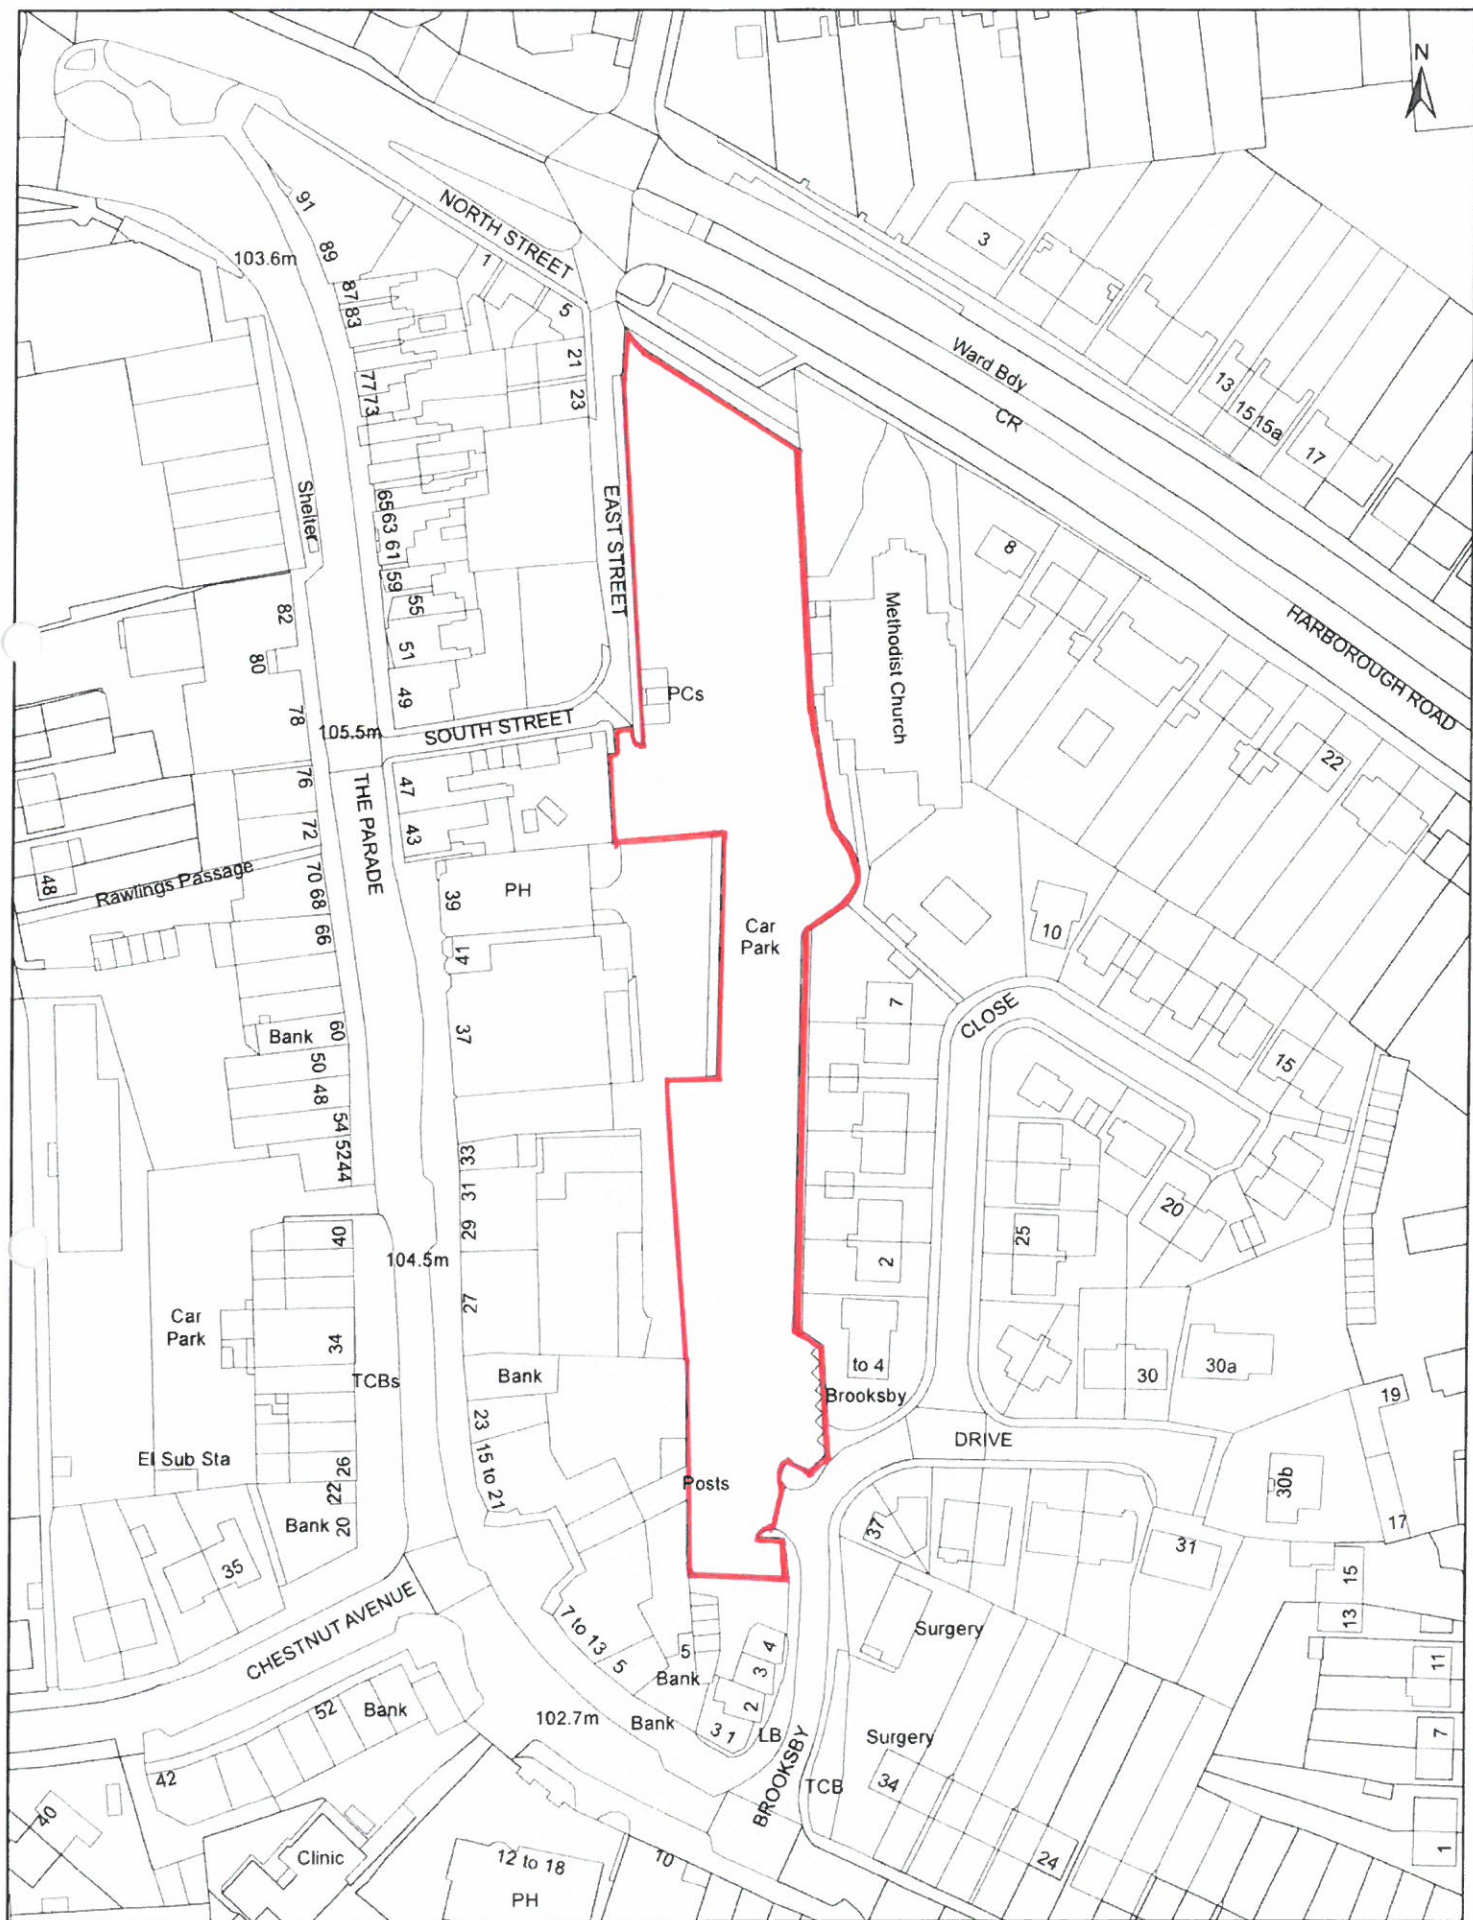 N
NORTH STREET
91
89
103.6m
87
83
1
5
21
23
77
73
3
Ward Bdy
CR
13
15
15a
17
HARBOROUGH ROAD
Shelter
65
63
61
59
55
51
49
EAST STREET
8
Methodist Church
22
82
80
78
105.5m
SOUTH STREET
PCs
76
72
70
68
66
THE PARADE
47
43
48
Rawlings Passage
39
PH
41
37
Car
Park
10
7
CLOSE
15
Bank
60
50
48
54
52
44
33
31
29
27
40
104.5m
2
25
20
Car
Park
34
TCBs
Bank
to 4
Brooksby
30
30a
19
23
15 to 21
DRIVE
El Sub Sta
26
22
20
Bank
35
Posts
37
30b
17
31
15
13
11
CHESTNUT AVENUE
7 to 13
5
5
Bank
4
3
2
3
1
LB
Surgery
52
Bank
102.7m
Bank
BROOKSBY
Surgery
7
42
40
TCB
34
Clinic
12 to 18
PH
10
24
1